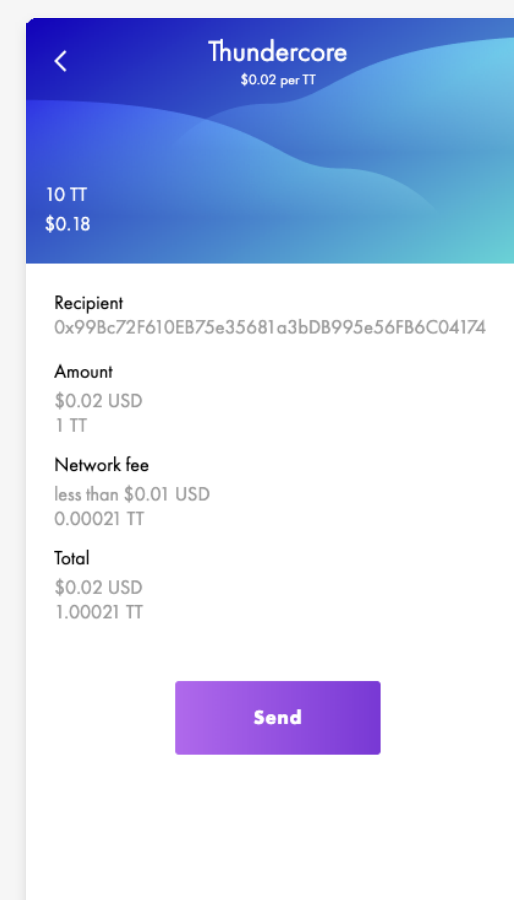 Thundercore
$0.02 per TT
10 TT
$0.18
Recipient
0x99Bc72F610EB75e35681a3bDB995e56FB6C04174
Amount
$0.02 USD
1 TT
Network fee
less than $0.01 USD
0.00021 TT
Total
$0.02 USD
1.00021 TT
Send